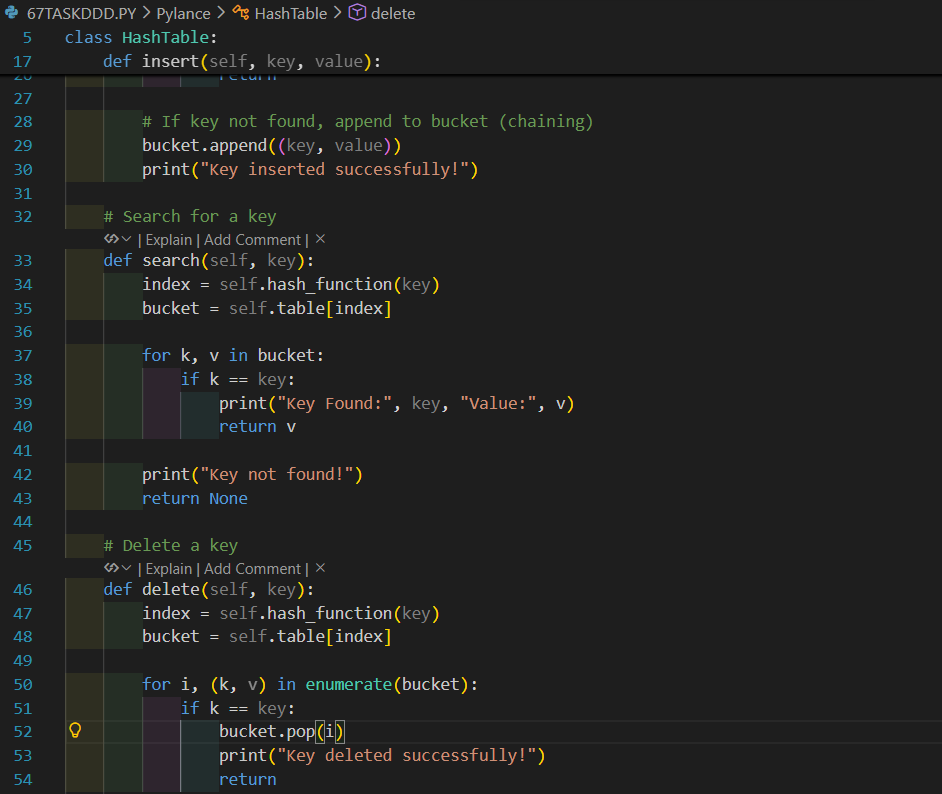 67TASKDDD.PY > Pylance > HashTable > delete
5 class HashTable:
17     def insert(self, key, value):
26                 return
27
28         # If key not found, append to bucket (chaining)
29         bucket.append((key, value))
30         print("Key inserted successfully!")
31
32     # Search for a key
| Explain | Add Comment | ×
33     def search(self, key):
34         index = self.hash_function(key)
35         bucket = self.table[index]
36
37         for k, v in bucket:
38             if k == key:
39                 print("Key Found:", key, "Value:", v)
40                 return v
41
42         print("Key not found!")
43         return None
44
45     # Delete a key
| Explain | Add Comment | ×
46     def delete(self, key):
47         index = self.hash_function(key)
48         bucket = self.table[index]
49
50         for i, (k, v) in enumerate(bucket):
51             if k == key:
52                 bucket.pop(i)
53                 print("Key deleted successfully!")
54                 return